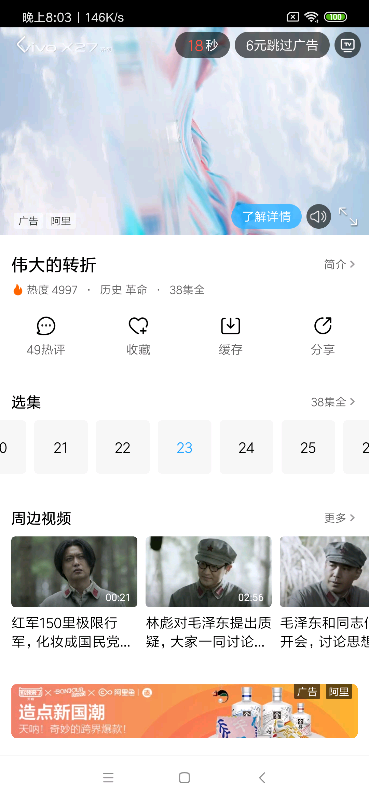 晚上8:03 | 146K/s
100
vivo X27
18秒
6元跳过广告
TV
广告
阿里
了解详情
伟大的转折
简介 >
热度 4997 · 历史 革命 · 38集全
49热评
收藏
缓存
分享
选集
38集全 >
0
21
22
23
24
25
2
周边视频
更多 >
00:21
02:56
红军150里极限行
军，化妆成国民党...
林彪对毛泽东提出质
疑，大家一同讨论...
毛泽东和同志们
开会，讨论思想
广告
阿里
造点新国潮
天呐！奇妙的跨界爆款！